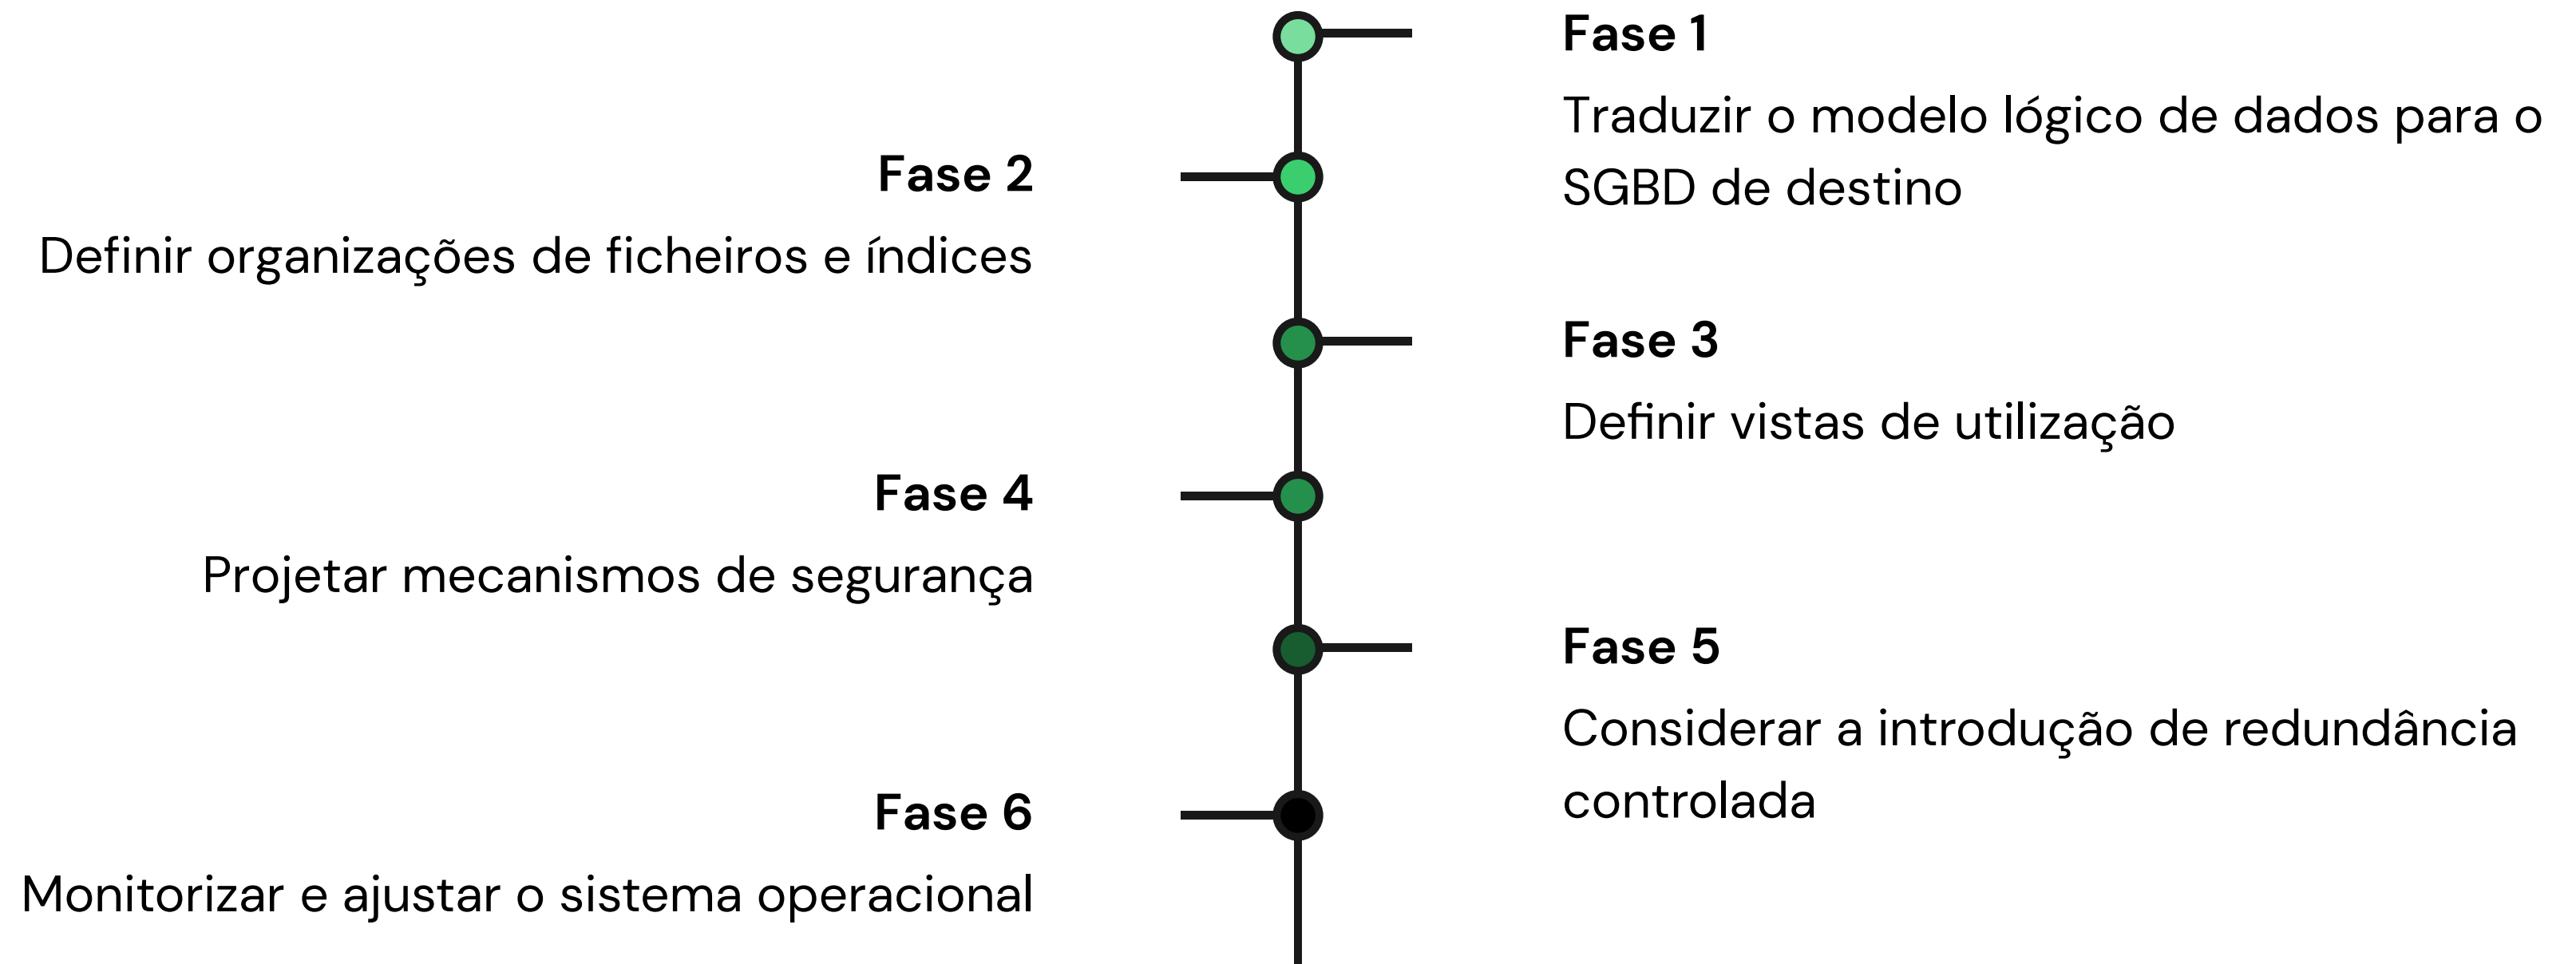 Fase 1
Traduzir o modelo lógico de dados para o
SGBD de destino
Fase 2
Definir organizações de ficheiros e índices
Fase 3
Definir vistas de utilização
Fase 4
Projetar mecanismos de segurança
Fase 5
Considerar a introdução de redundância
controlada
Fase 6
Monitorizar e ajustar o sistema operacional